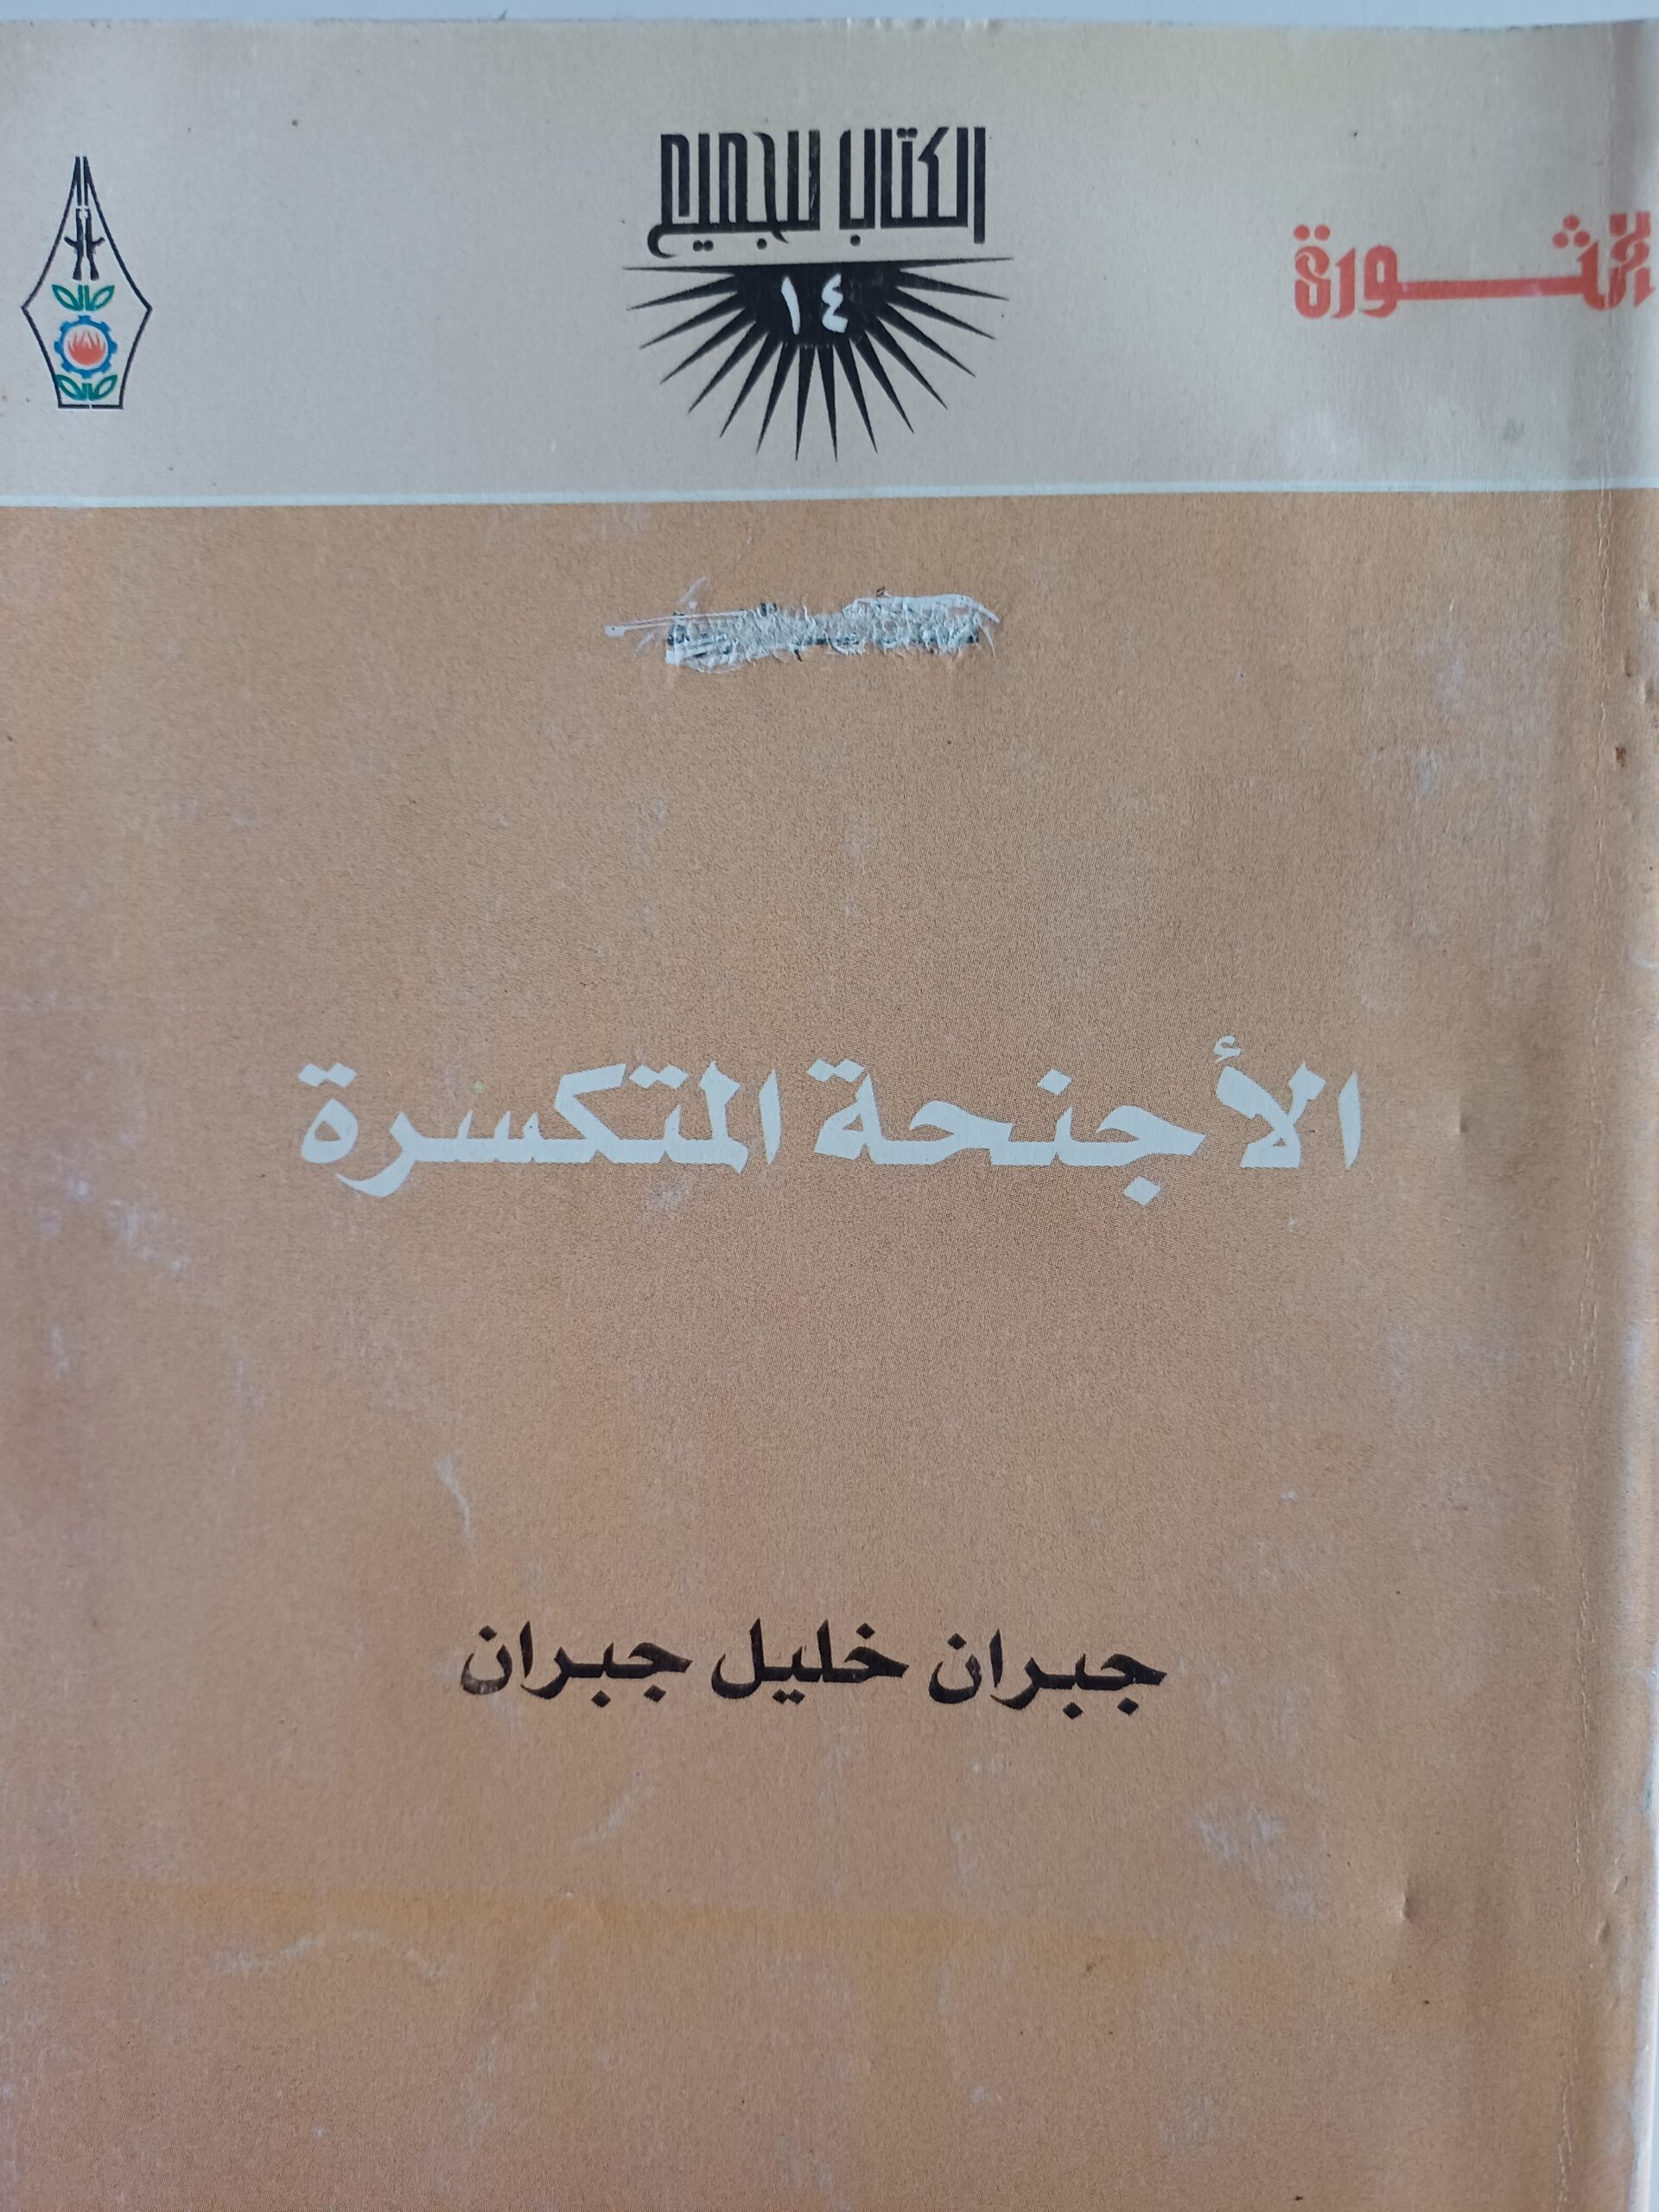 الكتاب للجميع
الثورة
١٤
الأجنحة المتكسرة
جبران خليل جبران